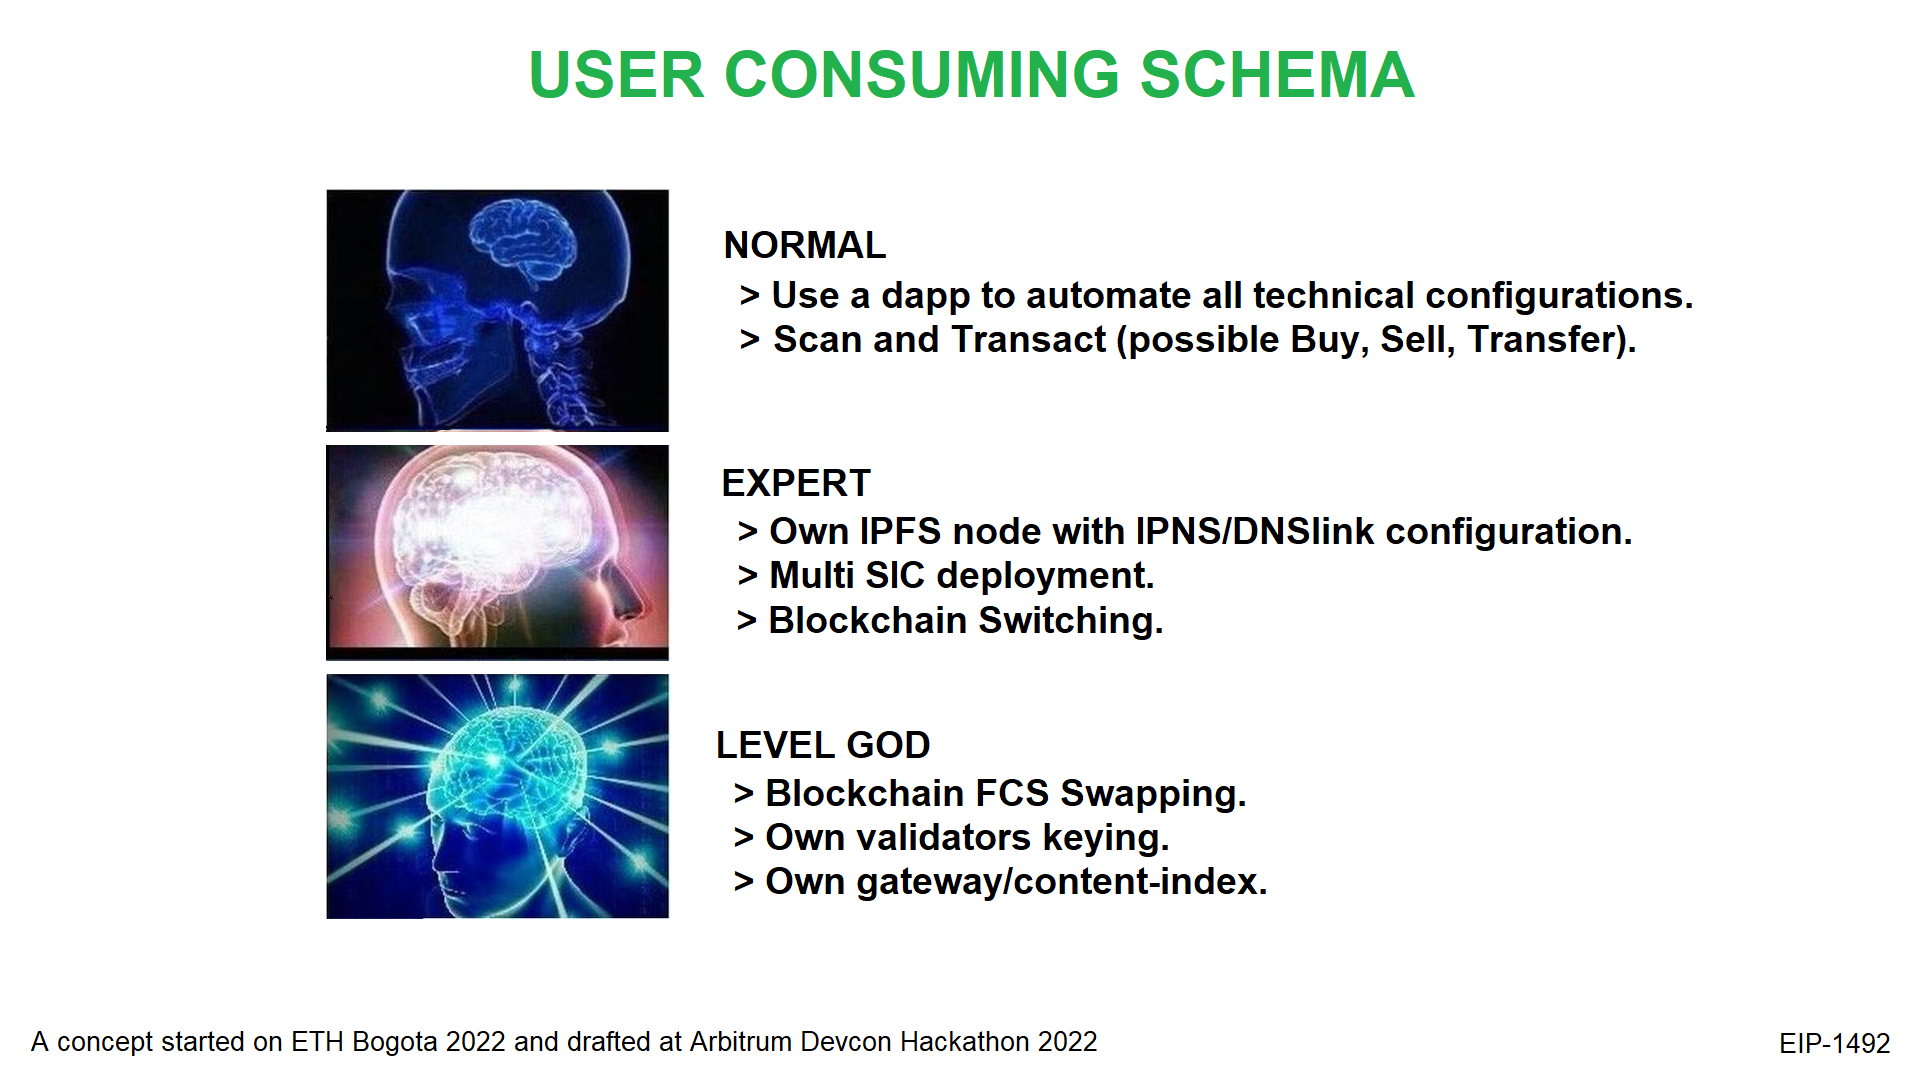 USER CONSUMING SCHEMA
NORMAL
> Use a dapp to automate all technical configurations.
> Scan and Transact (possible Buy, Sell, Transfer).
EXPERT
> Own IPFS node with IPNS/DNSlink configuration.
> Multi SIC deployment.
> Blockchain Switching.
LEVEL GOD
> Blockchain FCS Swapping.
> Own validators keying.
> Own gateway/content-index.
A concept started on ETH Bogota 2022 and drafted at Arbitrum Devcon Hackathon 2022
EIP-1492